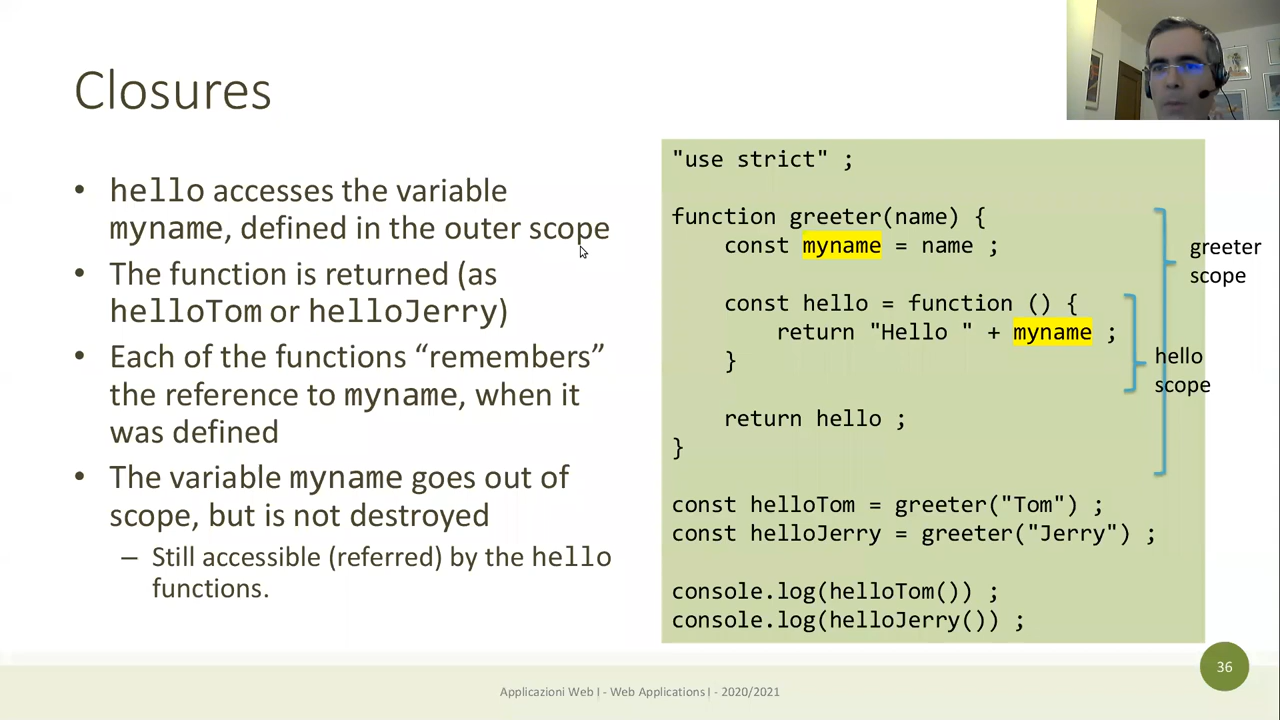 Closures
• hello accesses the variable
myname, defined in the outer scope
• The function is returned (as
helloTom or helloJerry)
• Each of the functions “remembers”
the reference to myname, when it
was defined
• The variable myname goes out of
scope, but is not destroyed
– Still accessible (referred) by the hello
functions.
"use strict" ;
function greeter(name) {
const myname = name ;
const hello = function () {
return "Hello " + myname ;
}
return hello ;
}
const helloTom = greeter("Tom") ;
const helloJerry = greeter("Jerry") ;
console.log(helloTom()) ;
console.log(helloJerry()) ;
greeter
scope
hello
scope
Applicazioni Web I - Web Applications I - 2020/2021
36